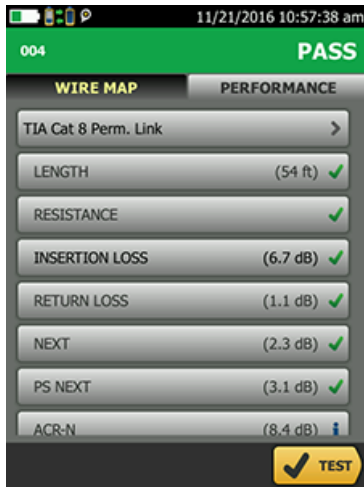 11/21/2016 10:57:38 am
004
PASS
WIRE MAP
PERFORMANCE
TIA Cat 8 Perm. Link
LENGTH (54 ft)
RESISTANCE
INSERTION LOSS (6.7 dB)
RETURN LOSS (1.1 dB)
NEXT (2.3 dB)
PS NEXT (3.1 dB)
ACR-N (8.4 dB) i
TEST